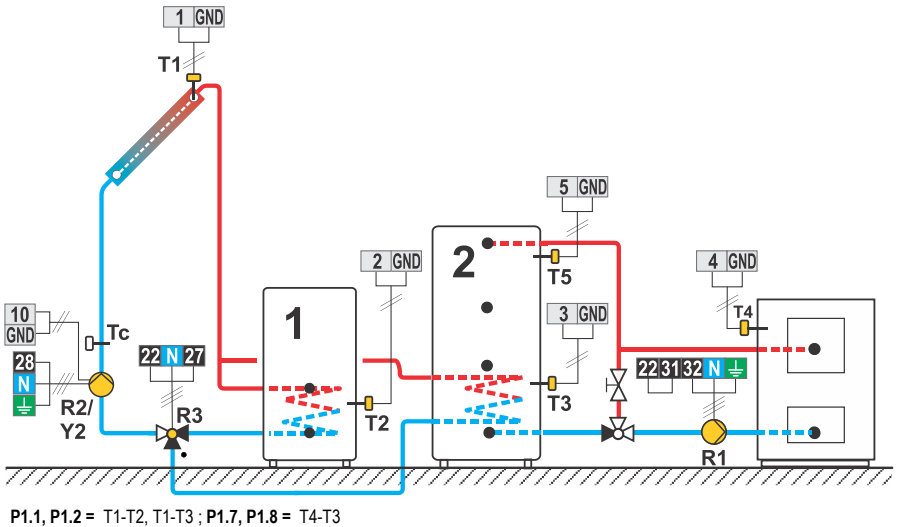 1 GND
T1
5 GND
2 GND
2
T5
4 GND
10
GND
Tc
1
3 GND
T4
28
N
22 N 27
22 31 32 N
R2/
Y2
R3
T2
T3
R1
P1.1, P1.2 = T1-T2, T1-T3 ; P1.7, P1.8 = T4-T3